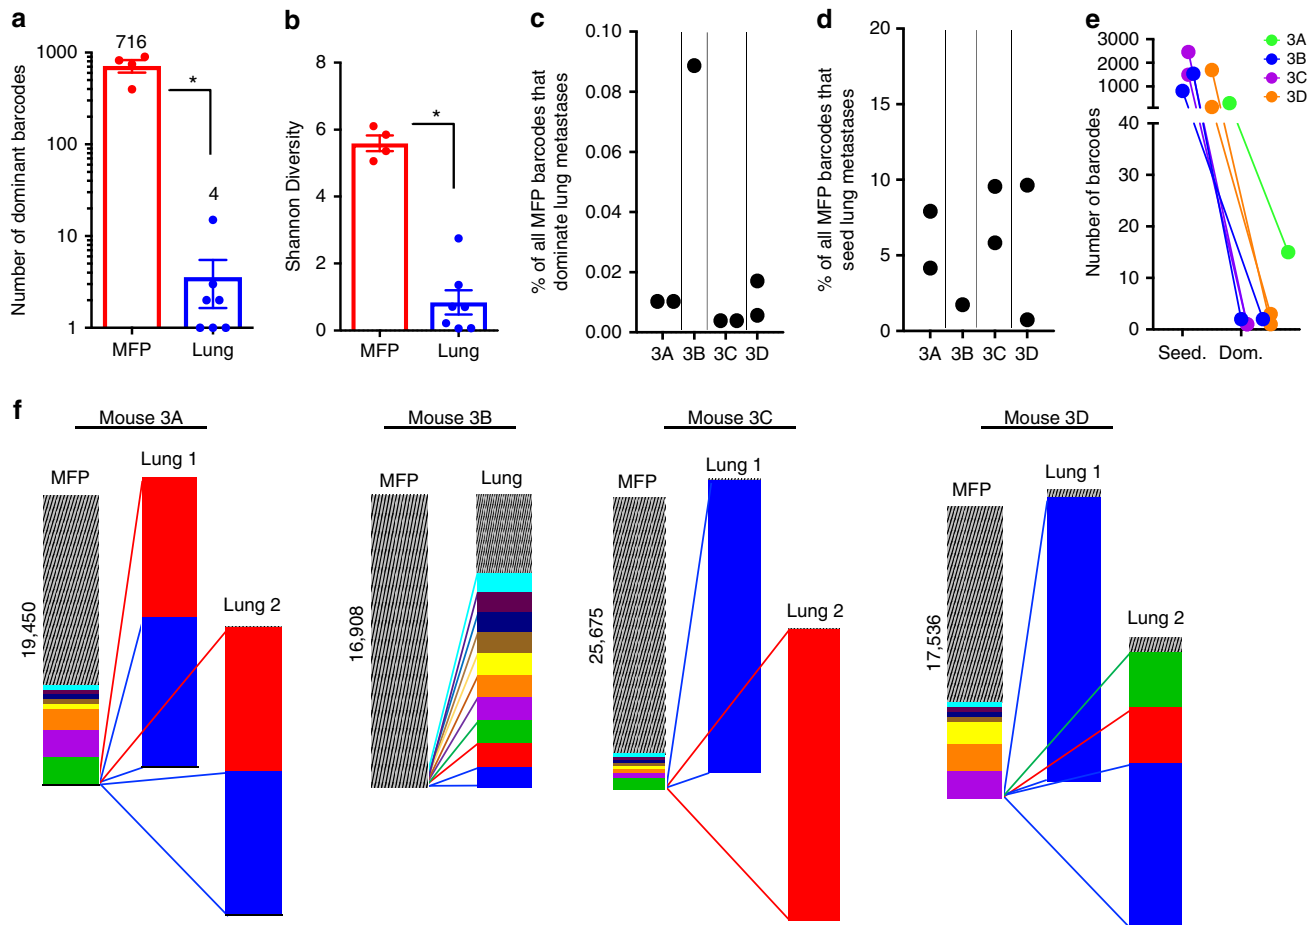 a
Number of dominant barcodes
1000
100
10
1
716
*
4
MFP
Lung
b
Shannon Diversity
8
6
4
2
0
*
MFP
Lung
c
% of all MFP barcodes that
dominate lung metastases
0.10
0.08
0.06
0.04
0.02
0.00
3A 3B 3C 3D
d
% of all MFP barcodes that
seed lung metastases
20
15
10
5
0
3A 3B 3C 3D
e
Number of barcodes
3000
2000
1000
40
30
20
10
0
Seed. Dom.
3A
3B
3C
3D
f
Mouse 3A
MFP
Lung 1
Lung 2
19,450
Mouse 3B
MFP
Lung
16,908
Mouse 3C
MFP
Lung 1
Lung 2
25,675
Mouse 3D
MFP
Lung 1
Lung 2
17,536